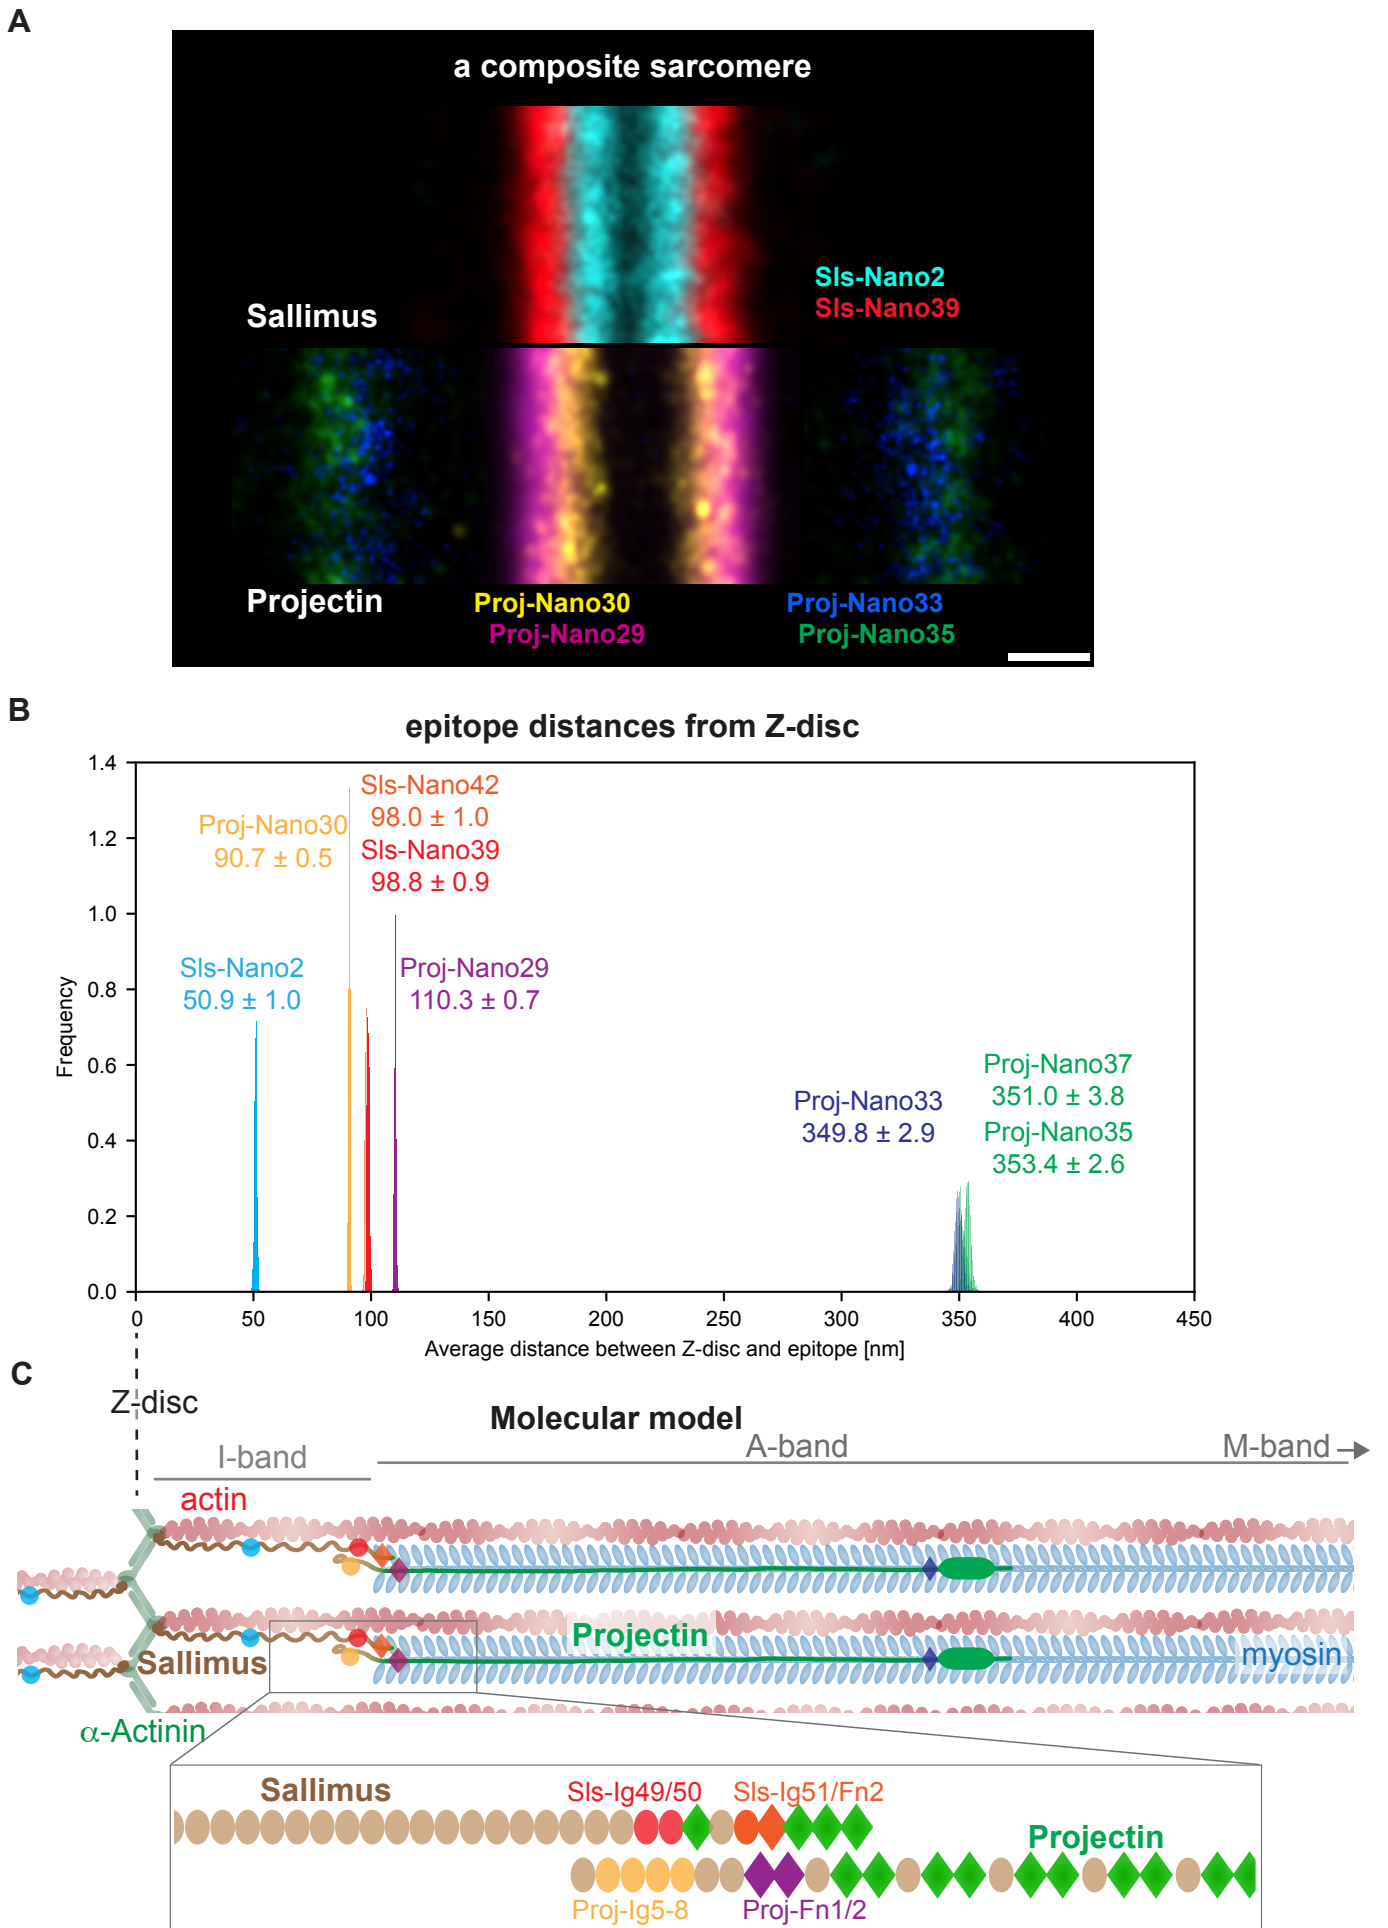 A
a composite sarcomere
Sls-Nano2
Sls-Nano39
Sallimus
Projectin
Proj-Nano30
Proj-Nano29
Proj-Nano33
Proj-Nano35
B
epitope distances from Z-disc
1.4
1.2
1.0
0.8
0.6
0.4
0.2
0.0
Frequency
Sls-Nano42
98.0 ± 1.0
Proj-Nano30
90.7 ± 0.5
Sls-Nano39
98.8 ± 0.9
Sls-Nano2
50.9 ± 1.0
Proj-Nano29
110.3 ± 0.7
Proj-Nano33
349.8 ± 2.9
Proj-Nano37
351.0 ± 3.8
Proj-Nano35
353.4 ± 2.6
0 50 100 150 200 250 300 350 400 450
Average distance between Z-disc and epitope [nm]
C
Z-disc
Molecular model
I-band
A-band
M-band
actin
Projectin
Sallimus
myosin
α-Actinin
Sallimus
Sls-Ig49/50
Sls-Ig51/Fn2
Projectin
Proj-Ig5-8
Proj-Fn1/2